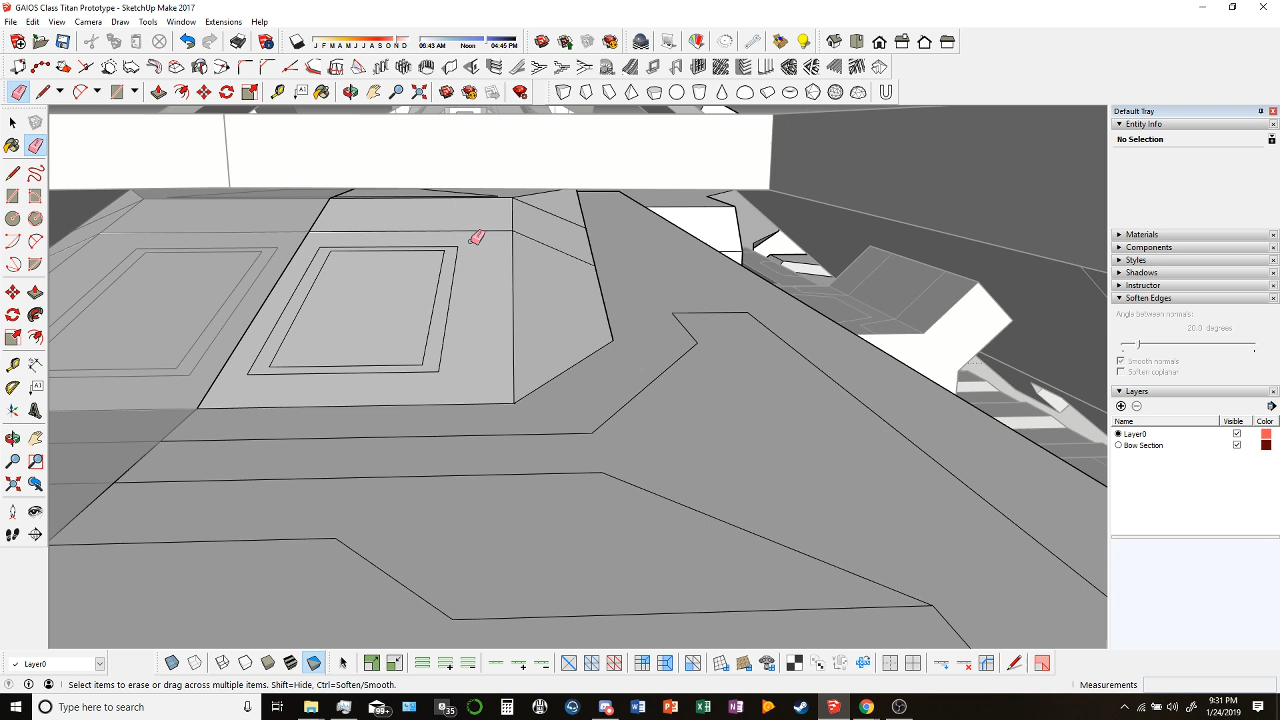 GAIOS Class Titan Prototype - SketchUp Make 2017
File Edit View Camera Draw Tools Window Extensions Help
J F M A M J J A S O N D 08:43 AM Noon 04:45 PM
Default Tray
Entity Info
No Selection
Materials
Components
Styles
Shadows
Instructor
Soften Edges
Angle between normals:
20.0 degrees
Smooth normals
Soften coplanar
Layers
Name Visible Color
Layer0
Bow Section
Layer0
Select items to erase or drag across multiple items. Shift=Hide, Ctrl=Soften/Smooth.
Measurements
Type here to search
99+
35
9:31 PM
1/24/2019